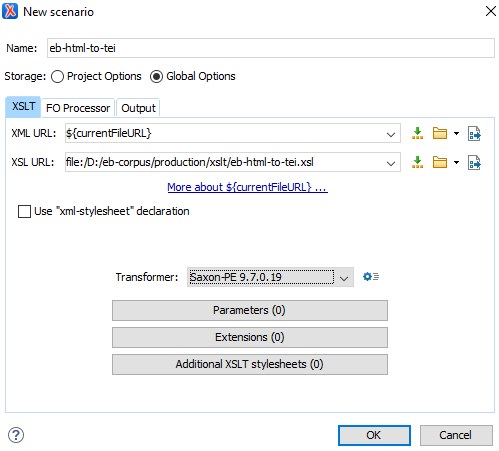 New scenario
Name: eb-html-to-tei
Storage: Project Options Global Options
XSLT FO Processor Output
XML URL: ${currentFileURL}
XSL URL: file:/D:/eb-corpus/production/xslt/eb-html-to-tei.xsl
More about ${currentFileURL} ...
Use "xml-stylesheet" declaration
Transformer: Saxon-PE 9.7.0.19
Parameters (0)
Extensions (0)
Additional XSLT stylesheets (0)
? OK Cancel